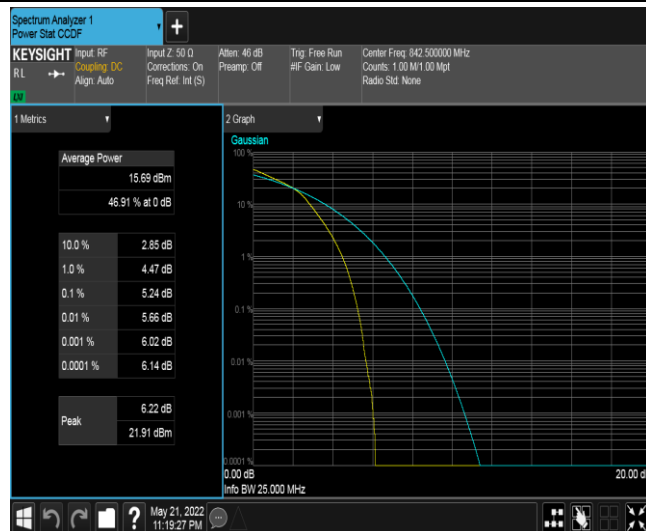 Spectrum Analyzer 1
Power Stat CCDF
+
KEYSIGHT
RL
LXI
Input: RF
Coupling: DC
Align: Auto
Input Z: 50 Ω
Corrections: On
Freq Ref: Int (S)
Atten: 46 dB
Preamp: Off
Trig: Free Run
#IF Gain: Low
Center Freq: 842.500000 MHz
Counts: 1.00 M/1.00 Mpt
Radio Std: None
1 Metrics
Average Power
15.69 dBm
46.91 % at 0 dB
10.0 % 2.85 dB
1.0 % 4.47 dB
0.1 % 5.24 dB
0.01 % 5.66 dB
0.001 % 6.02 dB
0.0001 % 6.14 dB
Peak
6.22 dB
21.91 dBm
2 Graph
Gaussian
100 %
10 %
1 %
0.1 %
0.01 %
0.001 %
0.0001 %
0.00 dB 20.00 d
Info BW 25.000 MHz
?
May 21, 2022
11:19:27 PM